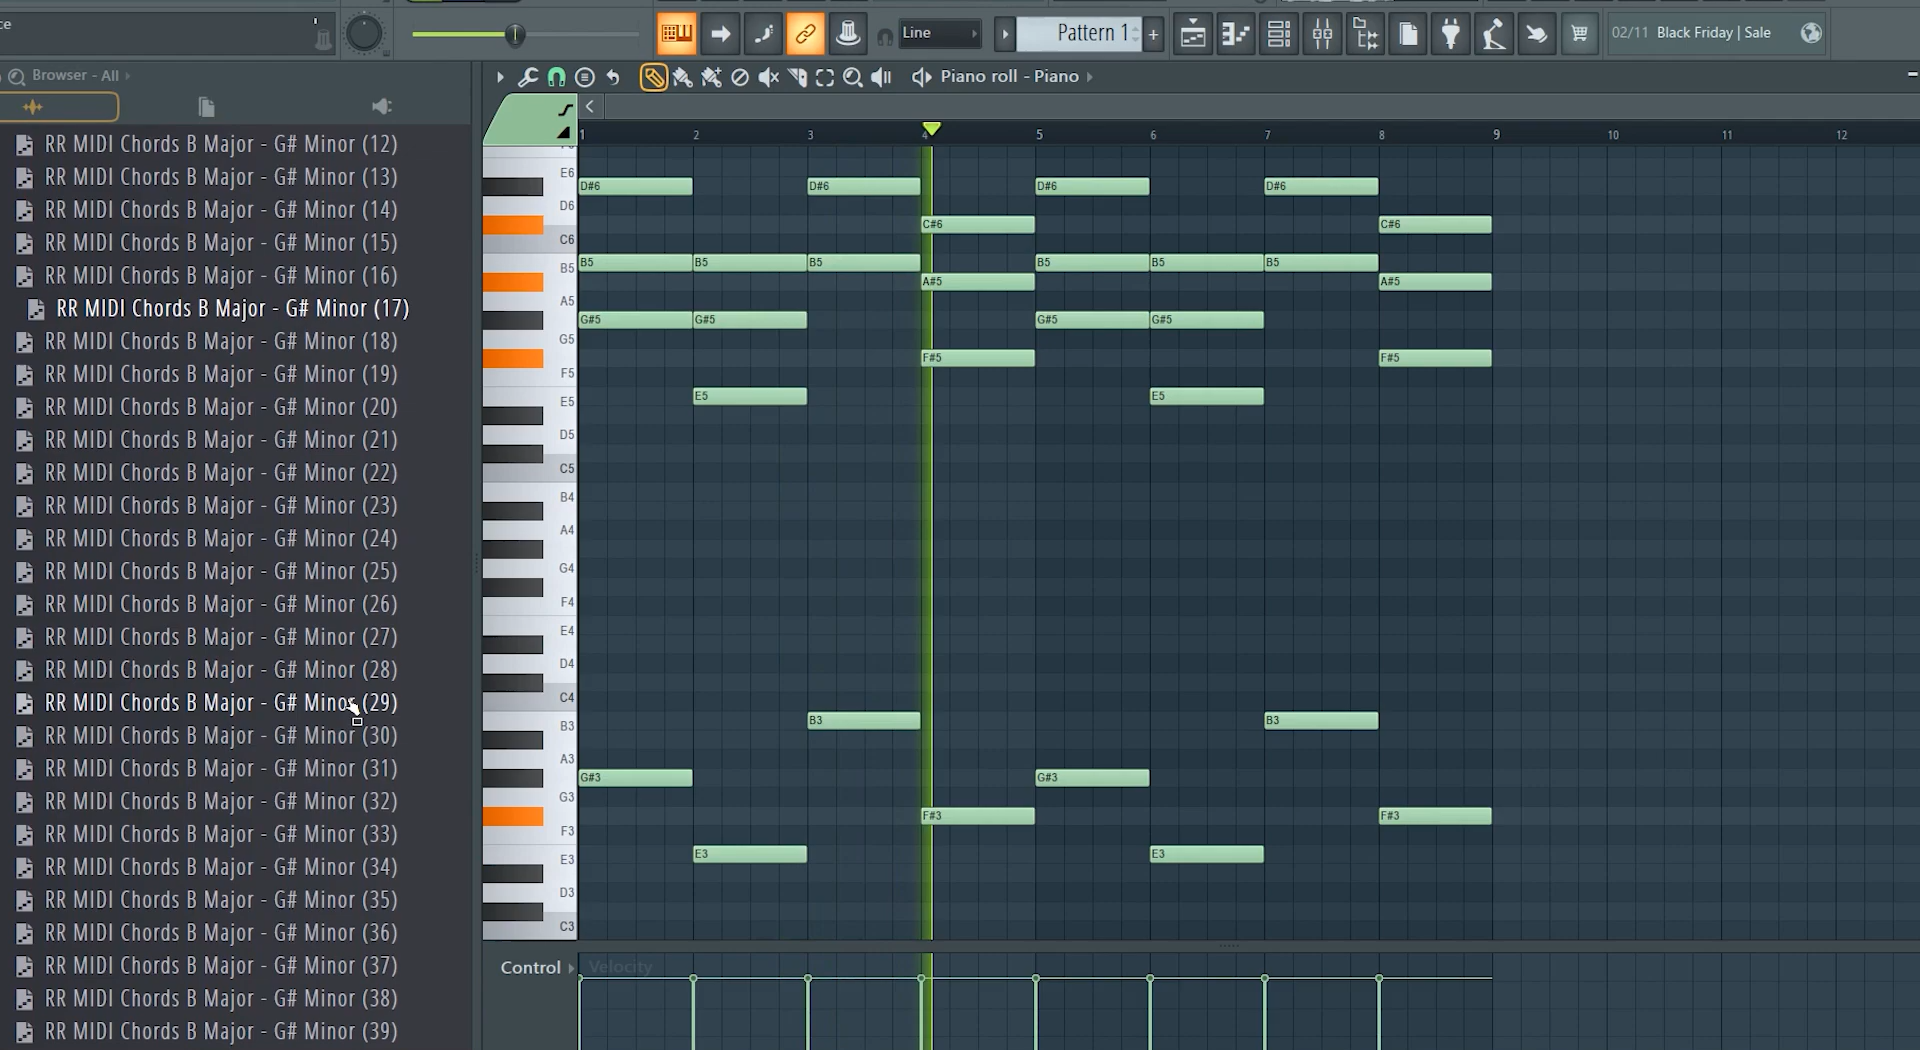 ce
Line
Pattern 1
+
02/11 Black Friday | Sale
Browser - All
Piano roll - Piano
RR MIDI Chords B Major - G# Minor (12)
RR MIDI Chords B Major - G# Minor (13)
RR MIDI Chords B Major - G# Minor (14)
RR MIDI Chords B Major - G# Minor (15)
RR MIDI Chords B Major - G# Minor (16)
RR MIDI Chords B Major - G# Minor (17)
RR MIDI Chords B Major - G# Minor (18)
RR MIDI Chords B Major - G# Minor (19)
RR MIDI Chords B Major - G# Minor (20)
RR MIDI Chords B Major - G# Minor (21)
RR MIDI Chords B Major - G# Minor (22)
RR MIDI Chords B Major - G# Minor (23)
RR MIDI Chords B Major - G# Minor (24)
RR MIDI Chords B Major - G# Minor (25)
RR MIDI Chords B Major - G# Minor (26)
RR MIDI Chords B Major - G# Minor (27)
RR MIDI Chords B Major - G# Minor (28)
RR MIDI Chords B Major - G# Minor (29)
RR MIDI Chords B Major - G# Minor (30)
RR MIDI Chords B Major - G# Minor (31)
RR MIDI Chords B Major - G# Minor (32)
RR MIDI Chords B Major - G# Minor (33)
RR MIDI Chords B Major - G# Minor (34)
RR MIDI Chords B Major - G# Minor (35)
RR MIDI Chords B Major - G# Minor (36)
RR MIDI Chords B Major - G# Minor (37)
RR MIDI Chords B Major - G# Minor (38)
RR MIDI Chords B Major - G# Minor (39)
1 2 3 4 5 6 7 8 9 10 11 12
E6
D#6 D#6 D#6 D#6
D6
C#6 C#6
C6
B5 B5 B5 B5 B5 B5 B5
A#5 A#5
A5
G#5 G#5 G#5 G#5
G5
F#5 F#5
F5
E5 E5 E5
D5
C5
B4
A4
G4
F4
E4
D4
C4
B3 B3 B3
A3
G#3 G#3
G3
F#3 F#3
F3
E3 E3 E3
D3
C3
Control Velocity